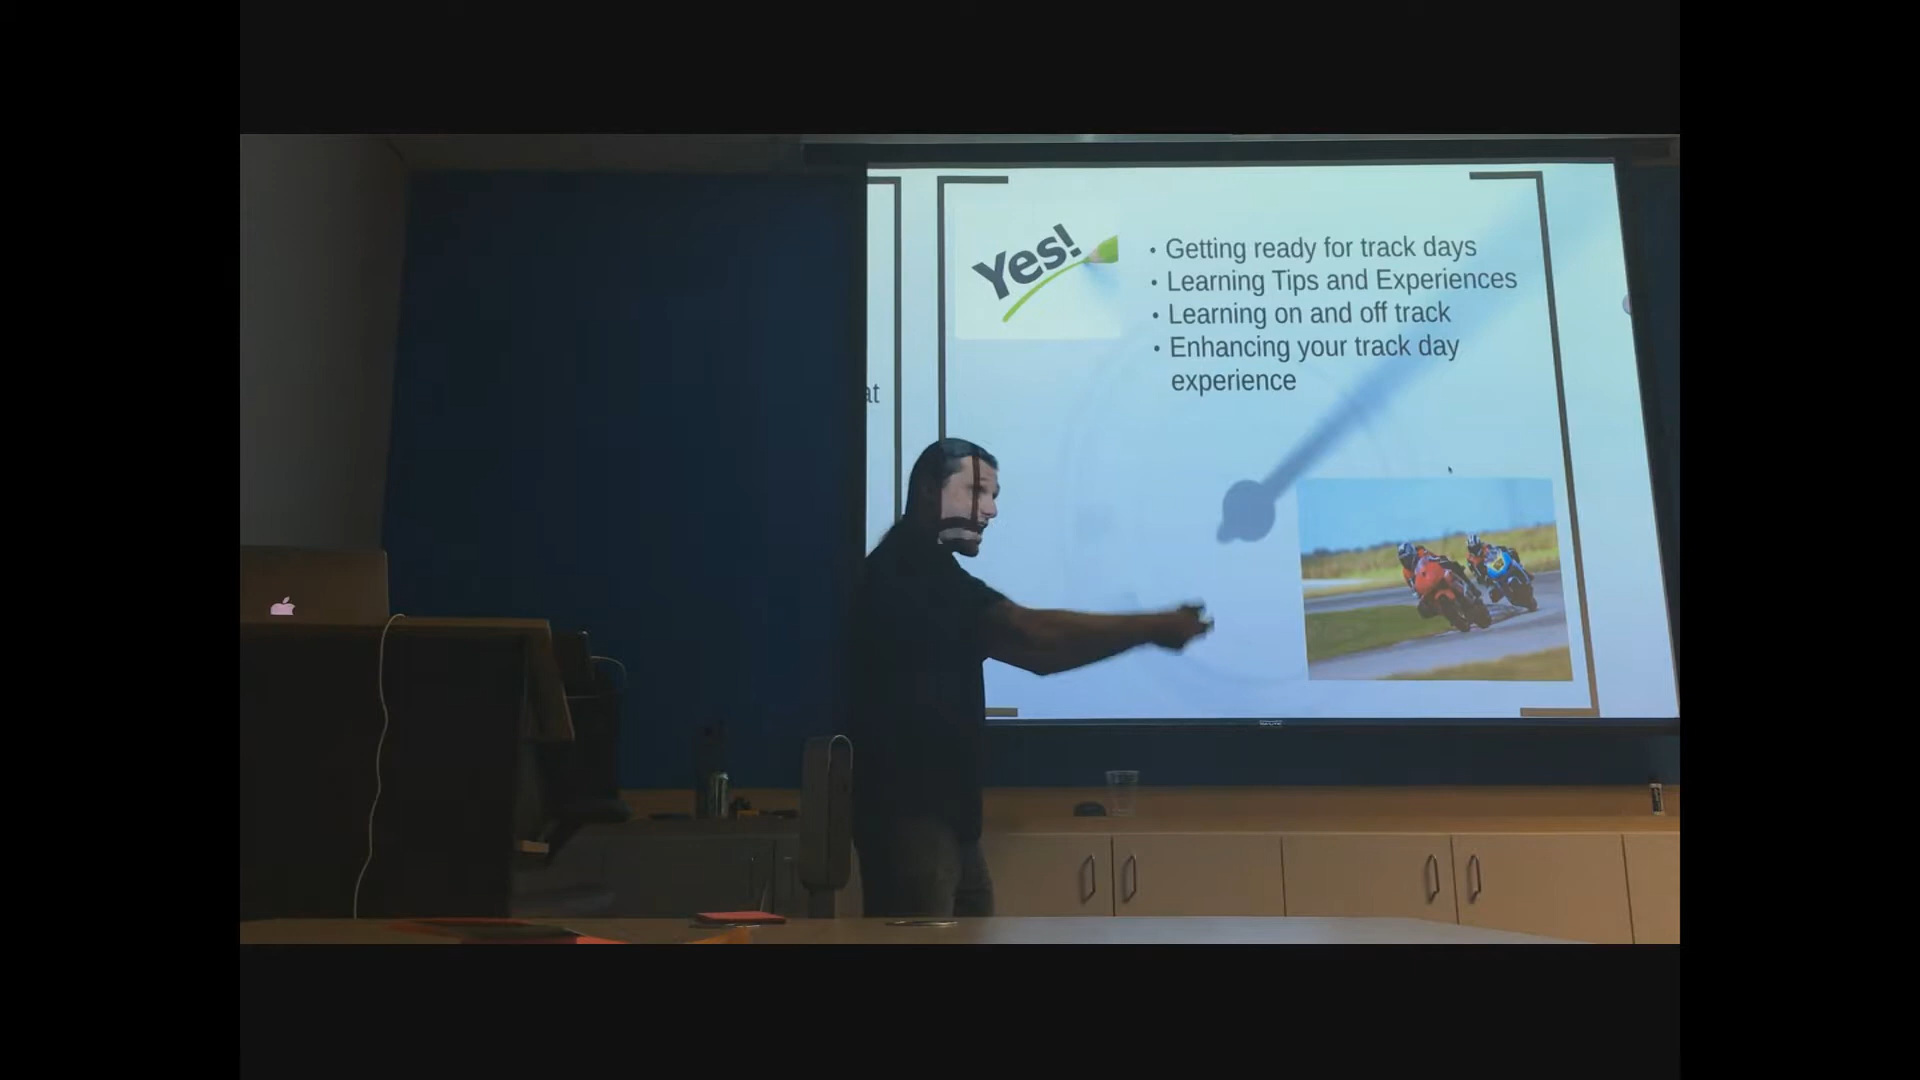 Yes!
• Getting ready for track days
• Learning Tips and Experiences
• Learning on and off track
• Enhancing your track day
experience
at